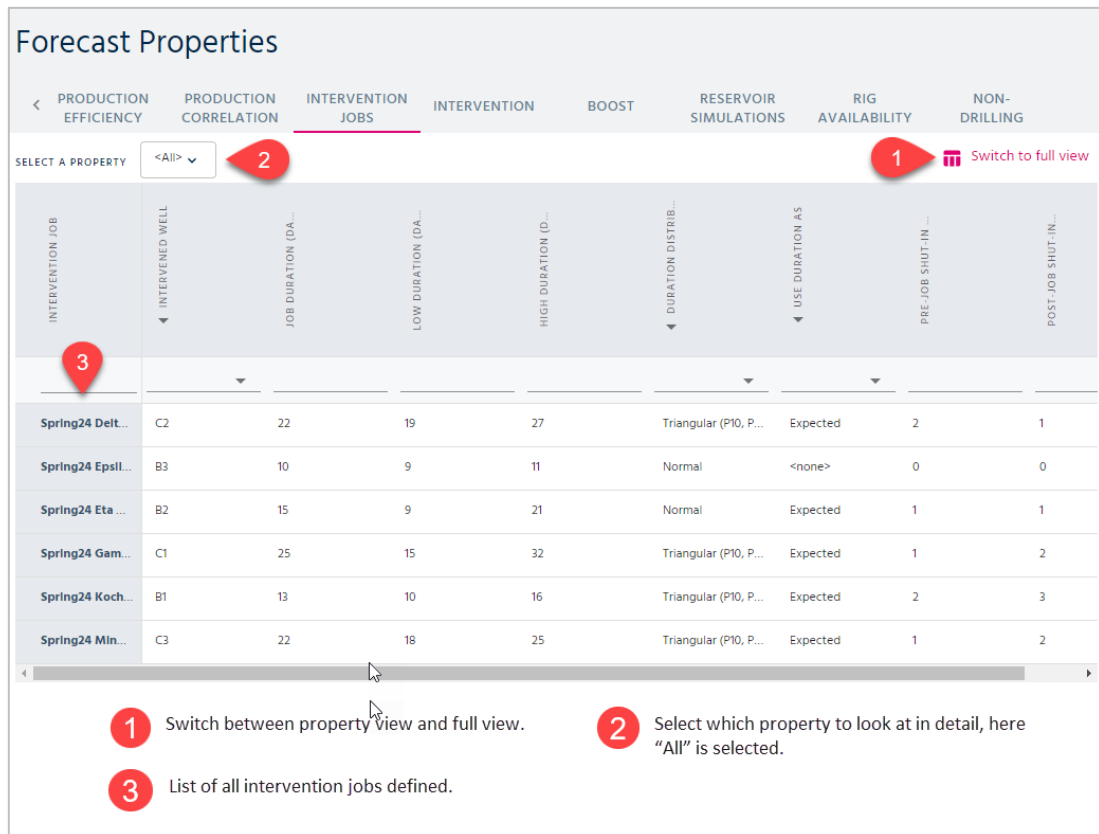 Forecast Properties
PRODUCTION EFFICIENCY
PRODUCTION CORRELATION
INTERVENTION JOBS
INTERVENTION
BOOST
RESERVOIR SIMULATIONS
RIG AVAILABILITY
NON-DRILLING
SELECT A PROPERTY <All> 2 1 Switch to full view
INTERVENTION JOB
INTERVENED WELL
JOB DURATION (DA...
LOW DURATION (DA...
HIGH DURATION (D...
DURATION DISTRIB...
USE DURATION AS
PRE-JOB SHUT-IN ...
POST-JOB SHUT-IN...
3
Spring24 Delt... C2 22 19 27 Triangular (P10, P... Expected 2 1
Spring24 Epsil... B3 10 9 11 Normal <none> 0 0
Spring24 Eta ... B2 15 9 21 Normal Expected 1 1
Spring24 Gam... C1 25 15 32 Triangular (P10, P... Expected 1 2
Spring24 Koch... B1 13 10 16 Triangular (P10, P... Expected 2 3
Spring24 Min... C3 22 18 25 Triangular (P10, P... Expected 1 2
1 Switch between property view and full view.
2 Select which property to look at in detail, here
"All" is selected.
3 List of all intervention jobs defined.